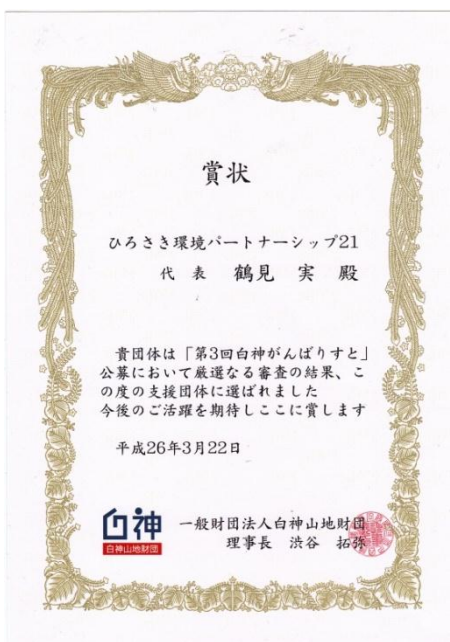 賞状
ひろさき環境パートナーシップ21
代表 鶴見 実 殿
貴団体は「第3回白神がんばりすと」
公募において厳選なる審査の結果、こ
の度の支援団体に選ばれました
今後のご活躍を期待しここに賞します
平成26年3月22日
白神
白神山地財団
一般財団法人白神山地財団
理事長 渋谷 拓弥